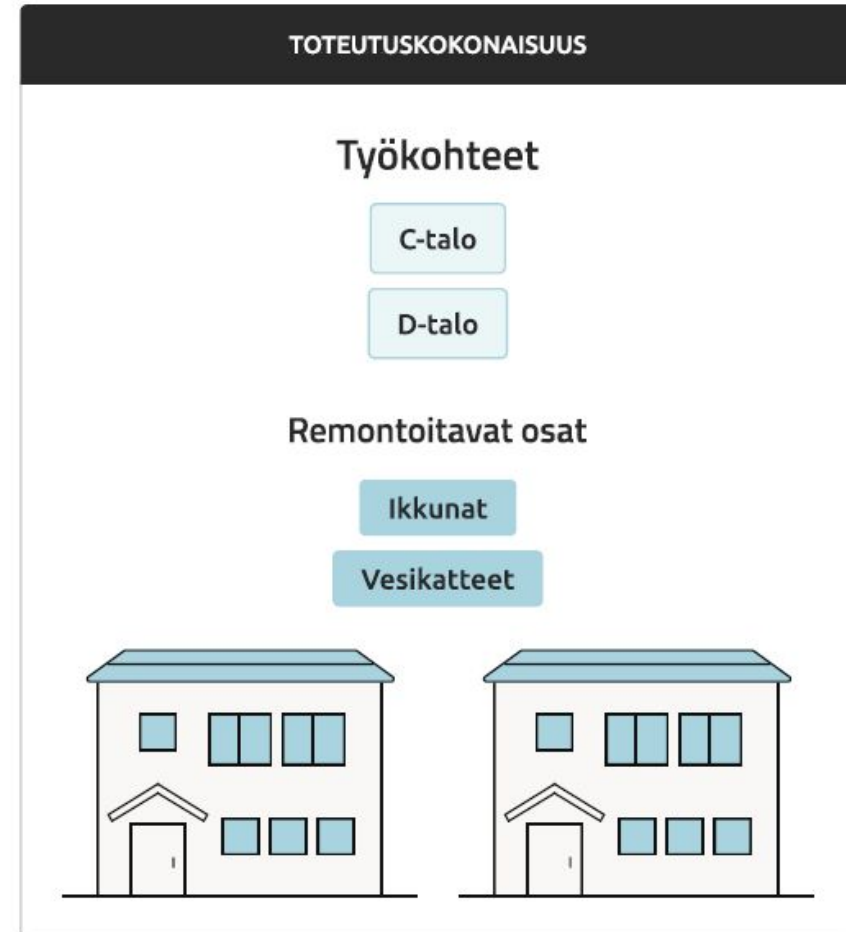 TOTEUTUSKOKONAISUUS
Työkohteet
C-talo
D-talo
Remontoitavat osat
Ikkunat
Vesikatteet